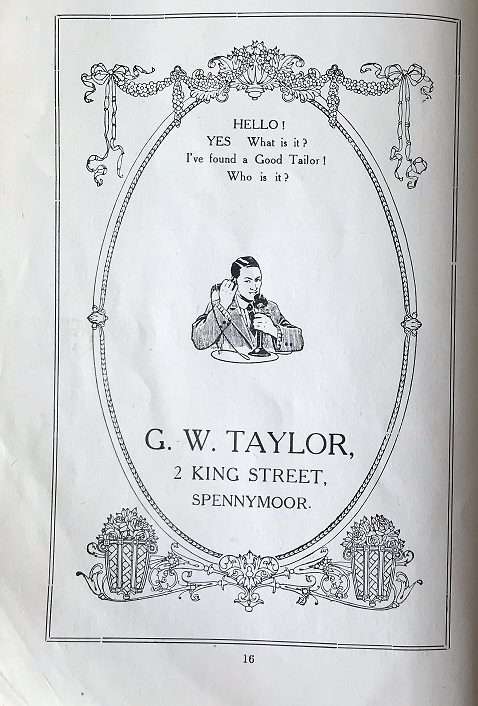 HELLO!
YES What is it?
I've found a Good Tailor!
Who is it?
G. W. TAYLOR,
2 KING STREET,
SPENNYMOOR.
16